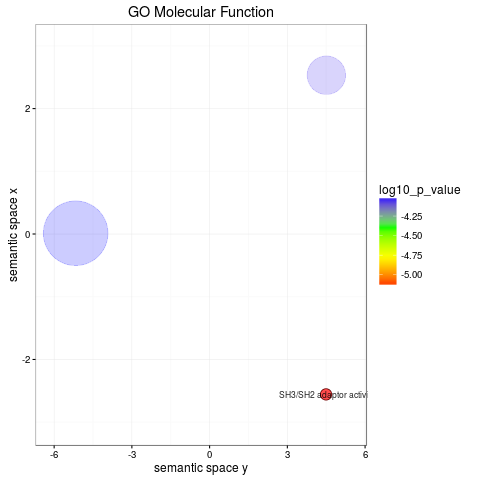 GO Molecular Function
semantic space x
2
0
-2
-6
-3
0
3
6
semantic space y
SH3/SH2 adaptor activi
log10_p_value
-4.25
-4.50
-4.75
-5.00